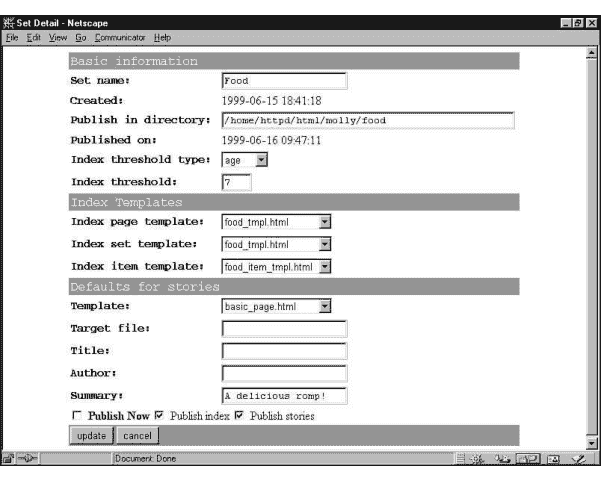 Set Detail - Netscape
File Edit View Go Communicator Help
Basic information
Set name: Food
Created: 1999-06-15 18:41:18
Publish in directory: /home/httpd/html/molly/food
Published on: 1999-06-16 09:47:11
Index threshold type: age
Index threshold: 7
Index Templates
Index page template: food_tmpl.html
Index set template: food_tmpl.html
Index item template: food_item_tmpl.html
Defaults for stories
Template: basic_page.html
Target file:
Title:
Author:
Summary: A delicious romp!
Publish Now Publish index Publish stories
update cancel
Document: Done